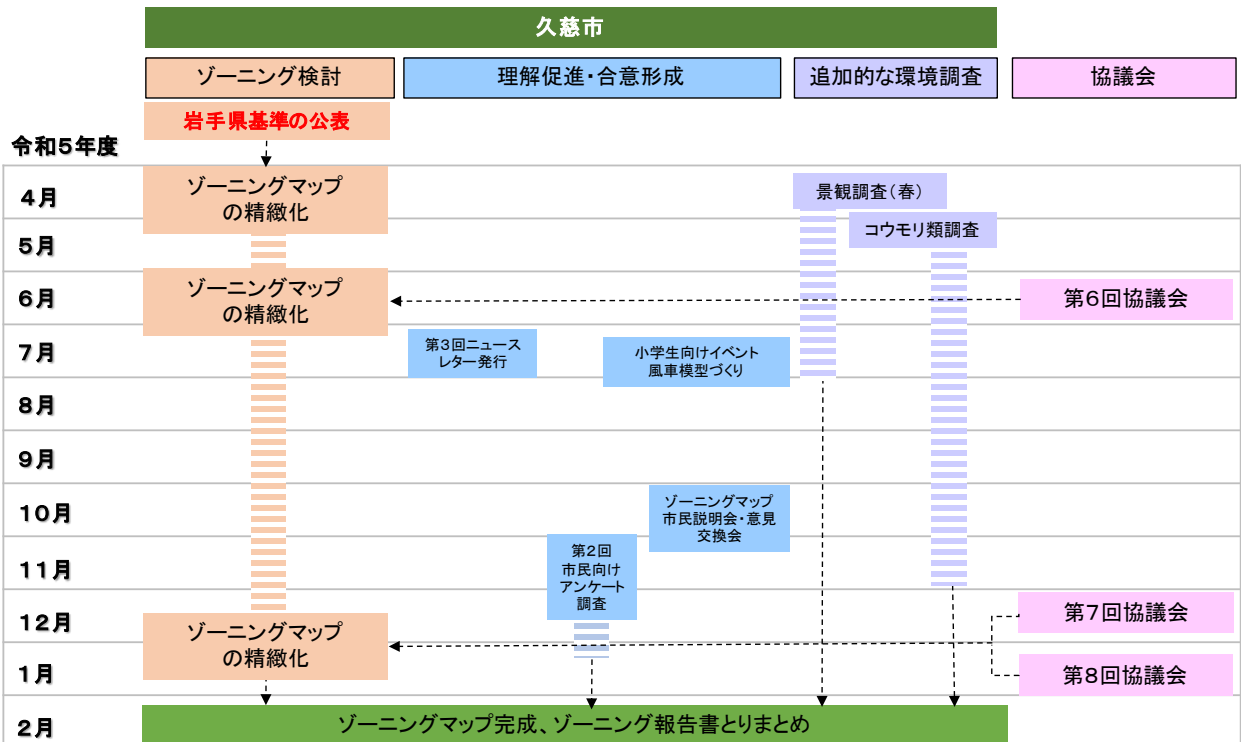 久慈市
ゾーニング検討
理解促進・合意形成
追加的な環境調査
協議会
岩手県基準の公表
令和5年度
4月
ゾーニングマップ
の精緻化
景観調査(春)
5月
コウモリ類調査
6月
ゾーニングマップ
の精緻化
第6回協議会
7月
第3回ニュース
レター発行
小学生向けイベント
風車模型づくり
8月
9月
10月
ゾーニングマップ
市民説明会・意見
交換会
11月
第2回
市民向け
アンケート
調査
12月
ゾーニングマップ
の精緻化
第7回協議会
1月
第8回協議会
2月
ゾーニングマップ完成、ゾーニング報告書とりまとめ